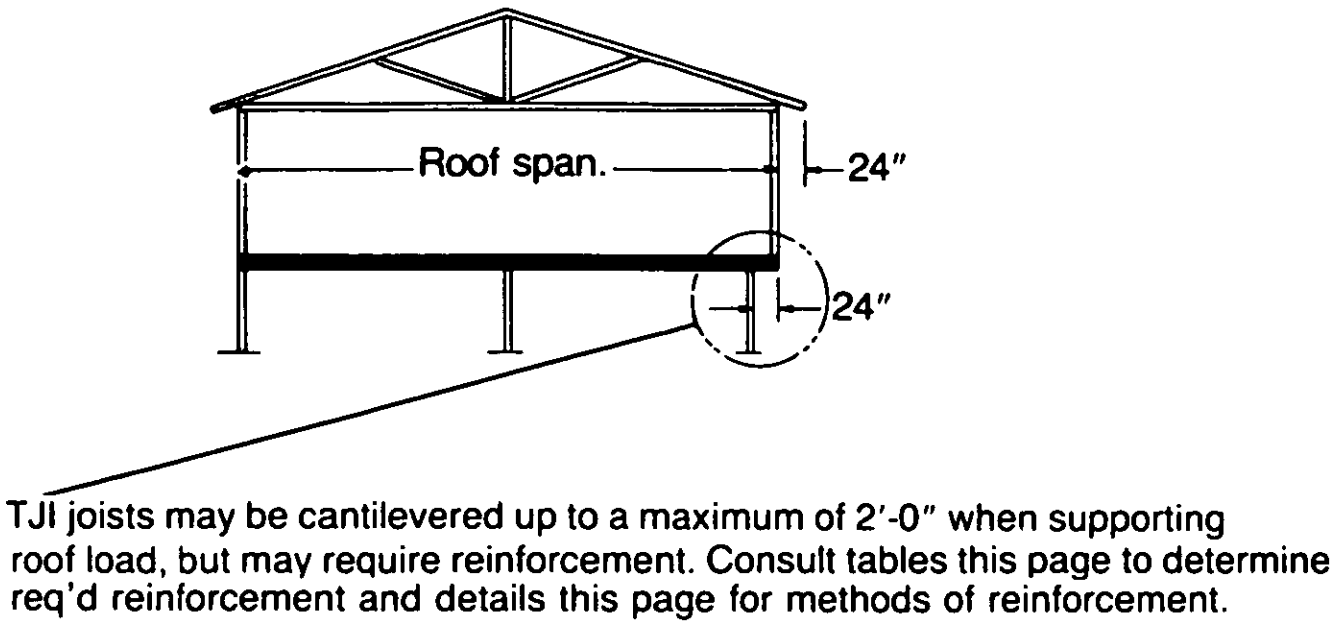 Roof span.
24"
24"
TJI joists may be cantilevered up to a maximum of 2'-0" when supporting
roof load, but may require reinforcement. Consult tables this page to determine
req'd reinforcement and details this page for methods of reinforcement.